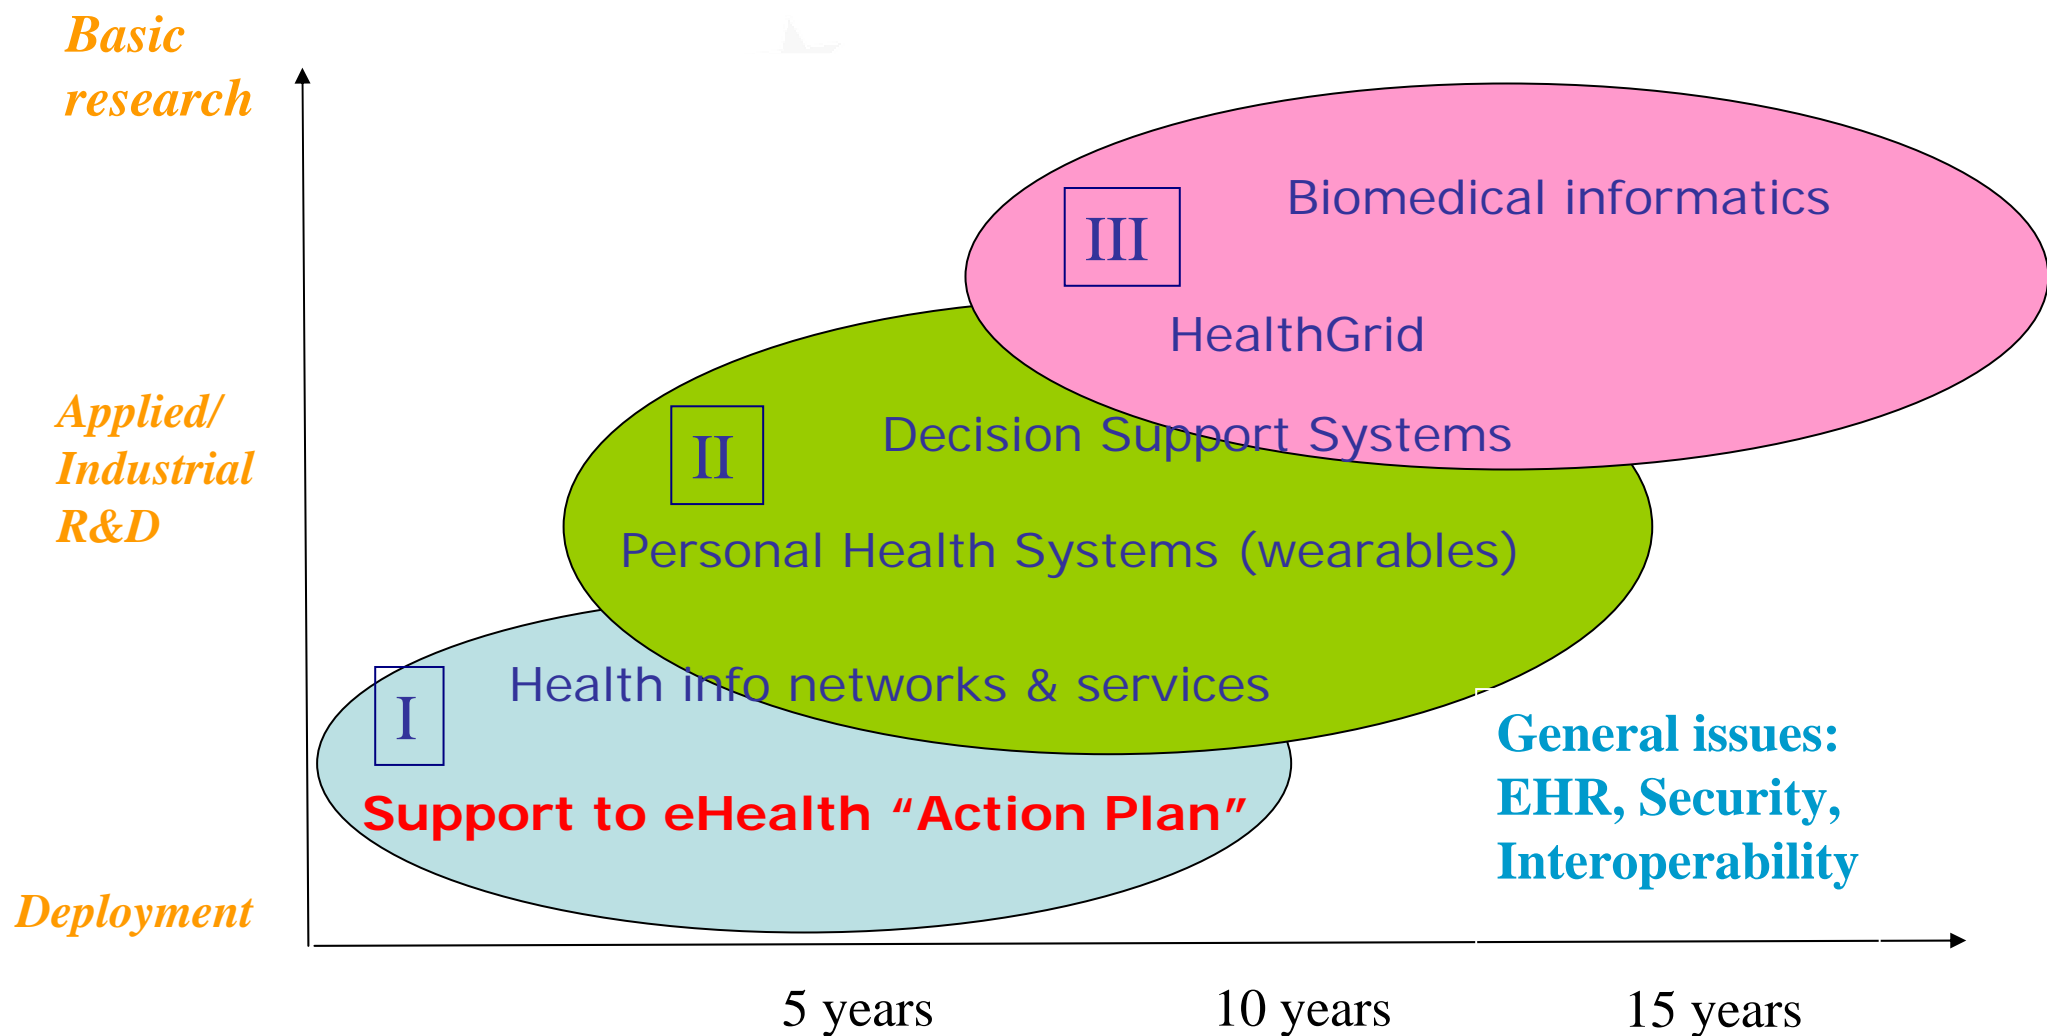 Basic
research
III
Biomedical informatics
HealthGrid
Applied/
Industrial
R&D
II
Decision Support Systems
Personal Health Systems (wearables)
I
Health info networks & services
Support to eHealth “Action Plan”
General issues:
EHR, Security,
Interoperability
Deployment
5 years
10 years
15 years